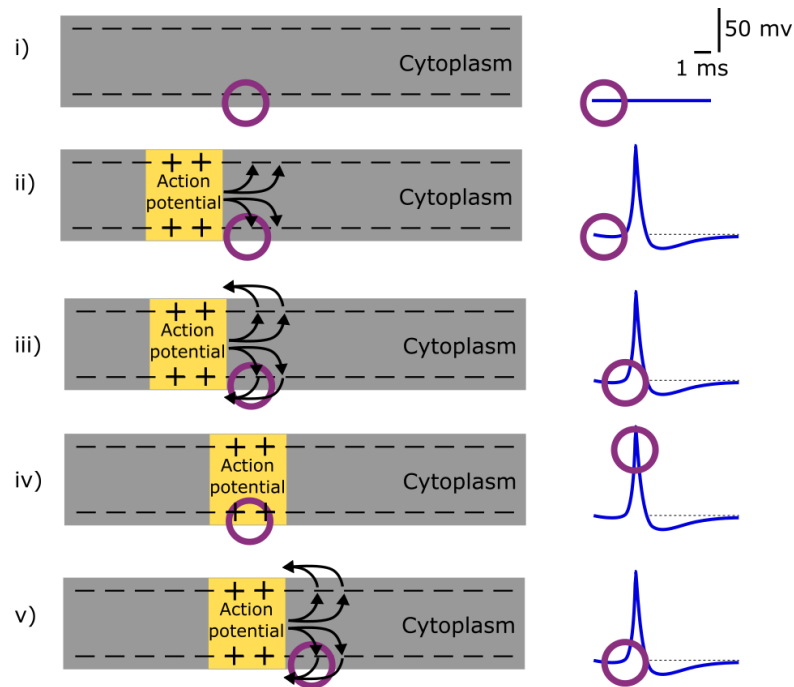 i)
Cytoplasm
50 mv
1 ms
ii)
+ +
Action
potential
+ +
Cytoplasm
iii)
+ +
Action
potential
+ +
Cytoplasm
iv)
+ +
Action
potential
+ +
Cytoplasm
v)
+ +
Action
potential
+ +
Cytoplasm